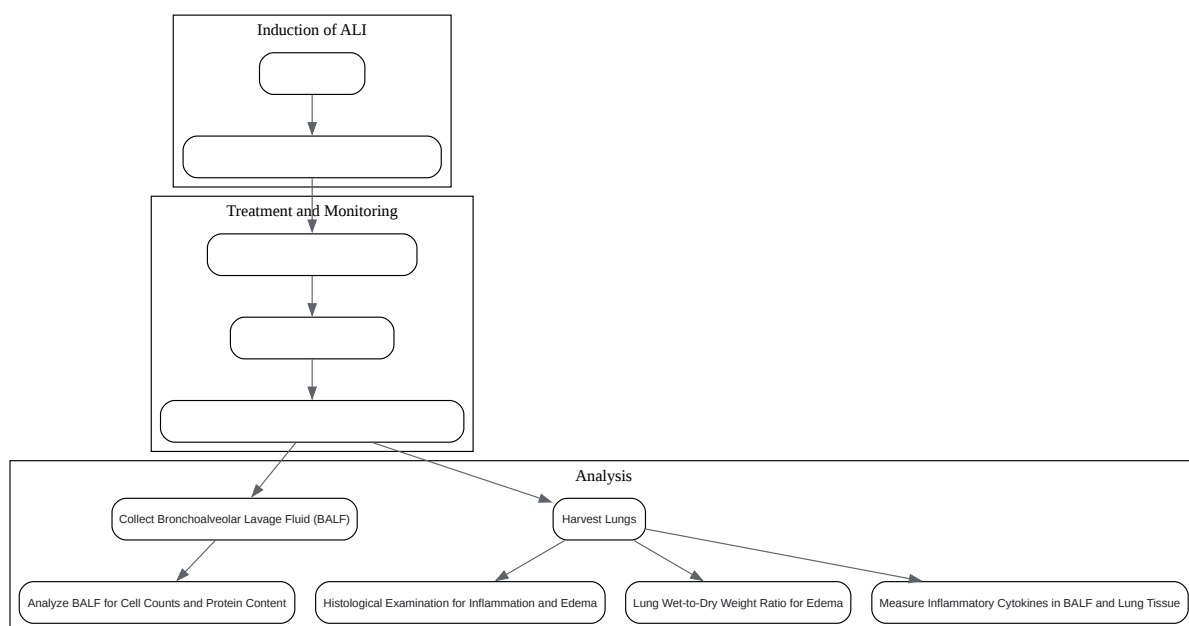 Induction of ALI
Treatment and Monitoring
Analysis
Collect Bronchoalveolar Lavage Fluid (BALF)
Harvest Lungs
Analyze BALF for Cell Counts and Protein Content
Histological Examination for Inflammation and Edema
Lung Wet-to-Dry Weight Ratio for Edema
Measure Inflammatory Cytokines in BALF and Lung Tissue